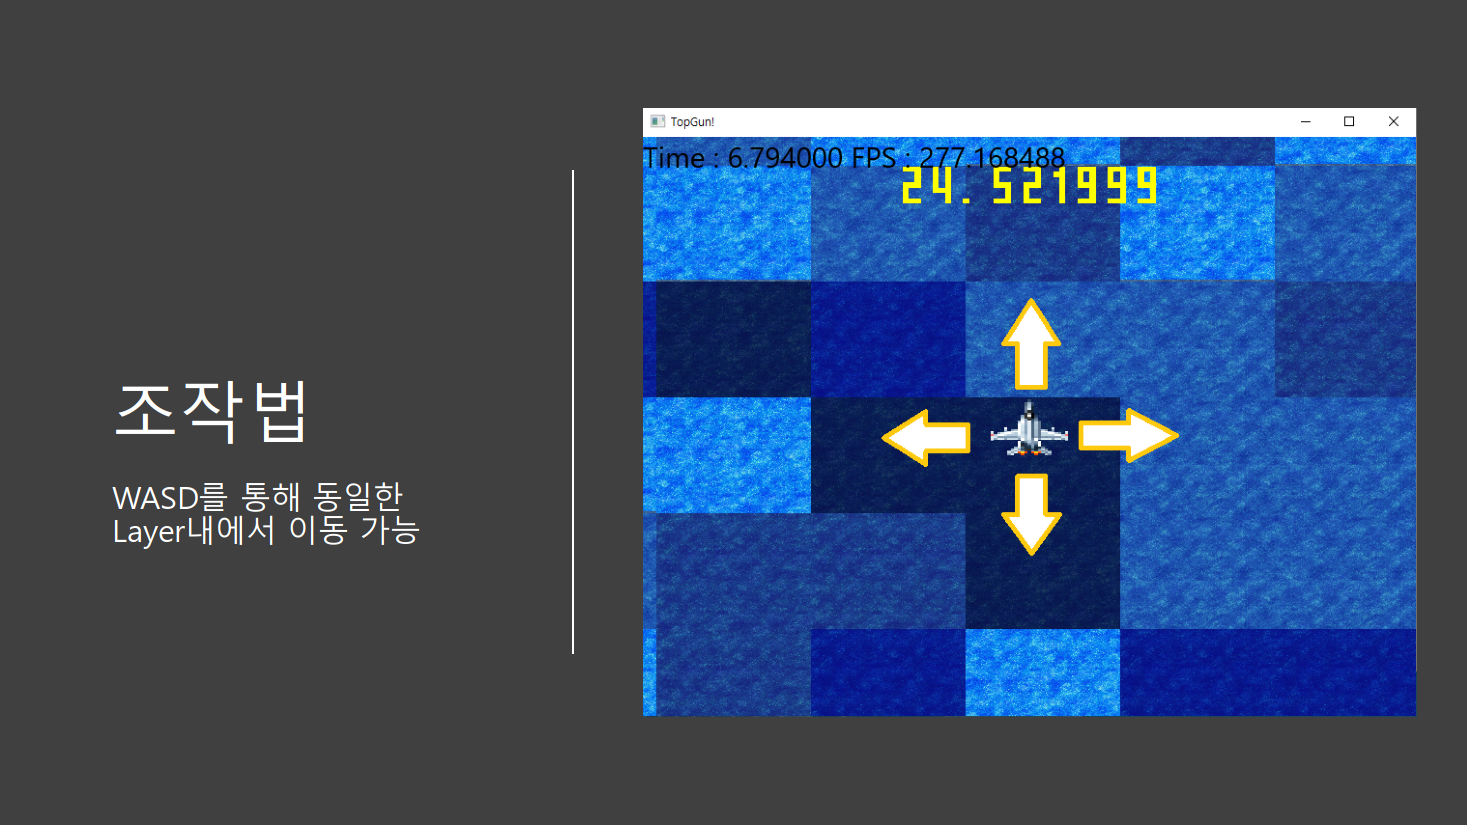 조작법
WASD를 통해 동일한
Layer내에서 이동 가능
TopGun!
Time : 6.794000 FPS : 277.168488
24.521999